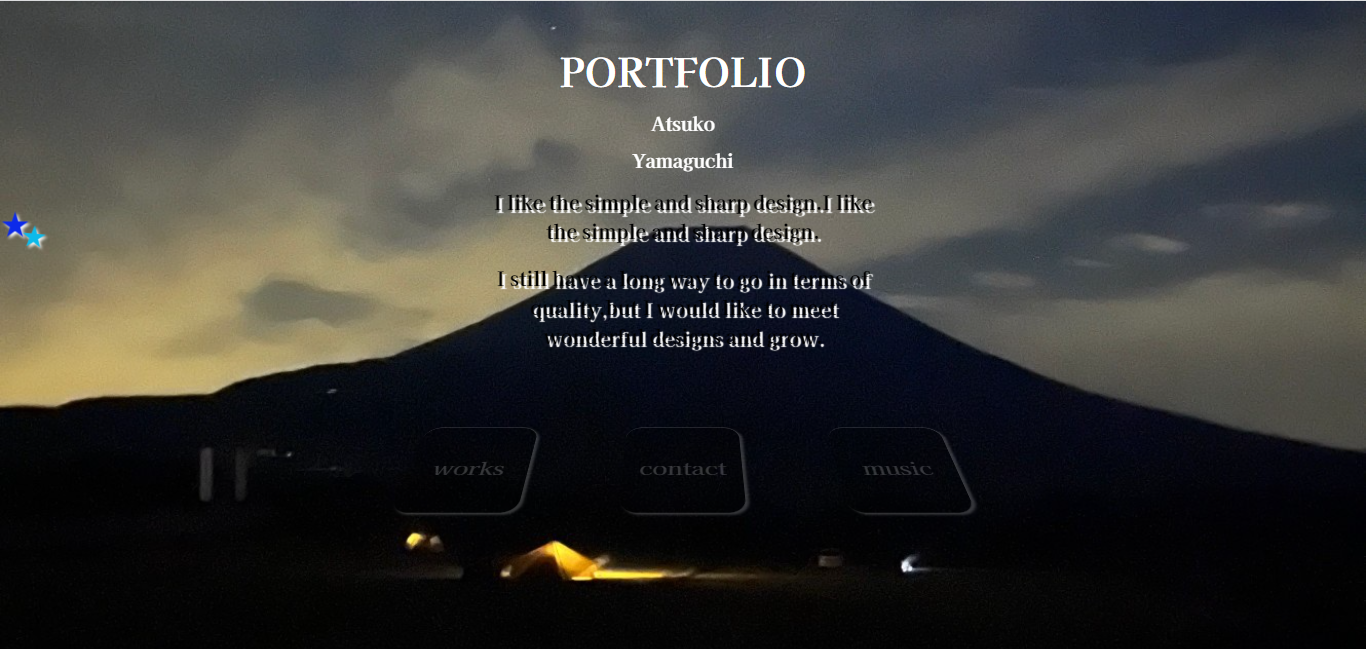 PORTFOLIO
Atsuko
Yamaguchi
I like the simple and sharp design.I like
the simple and sharp design.
I still have a long way to go in terms of
quality,but I would like to meet
wonderful designs and grow.
works contact music